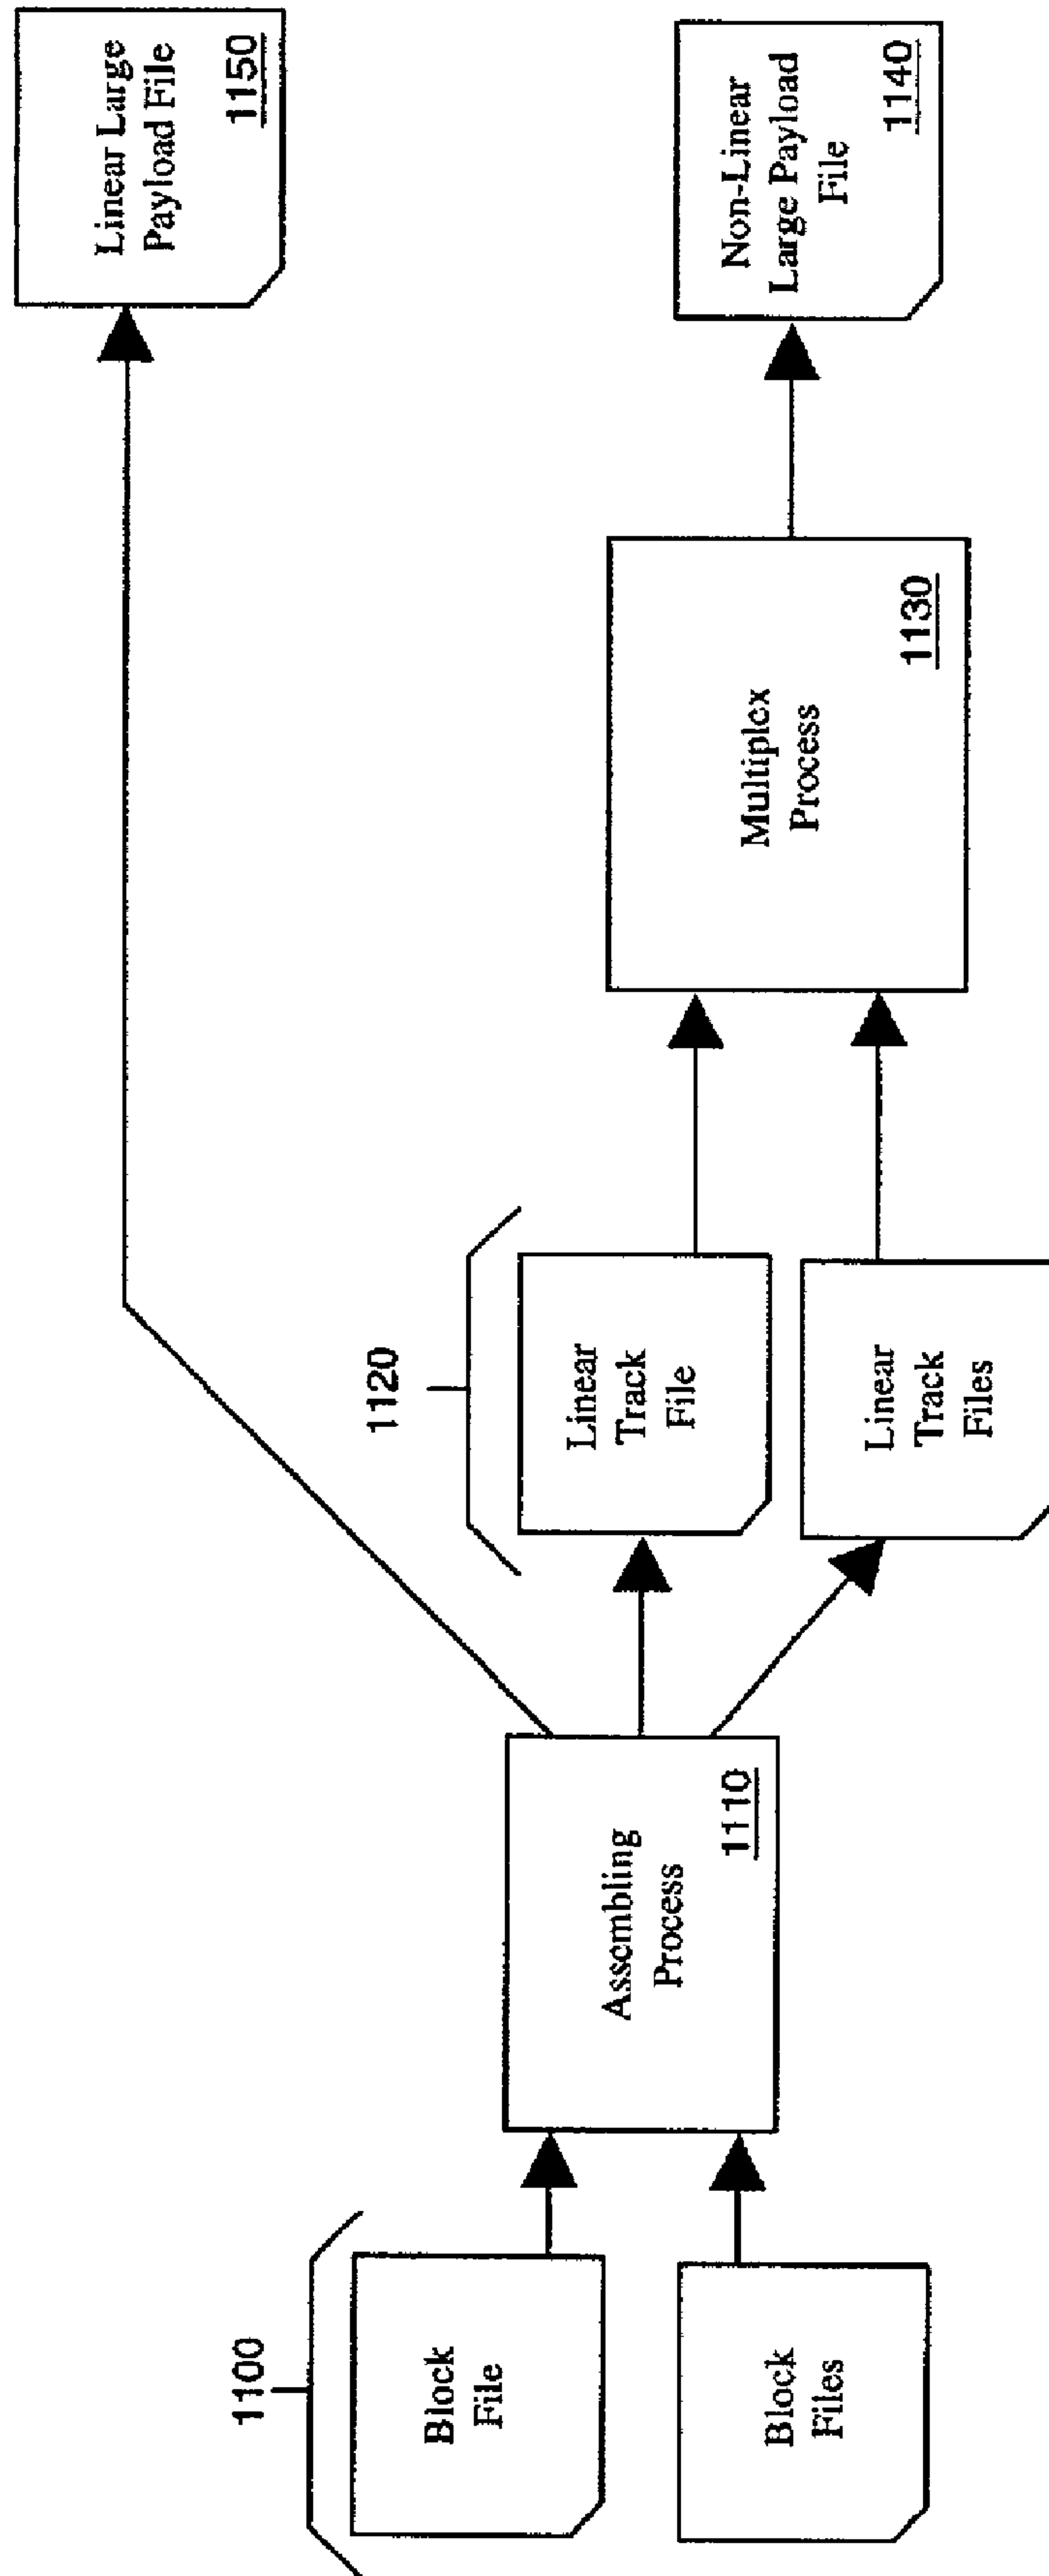 1100
Block
File
Block
Files
Assembling
Process
1110
1120
Linear
Track
File
Linear
Track
Files
Multiplex
Process
1130
Non-Linear
Large Payload
File
1140
Linear Large
Payload File
1150